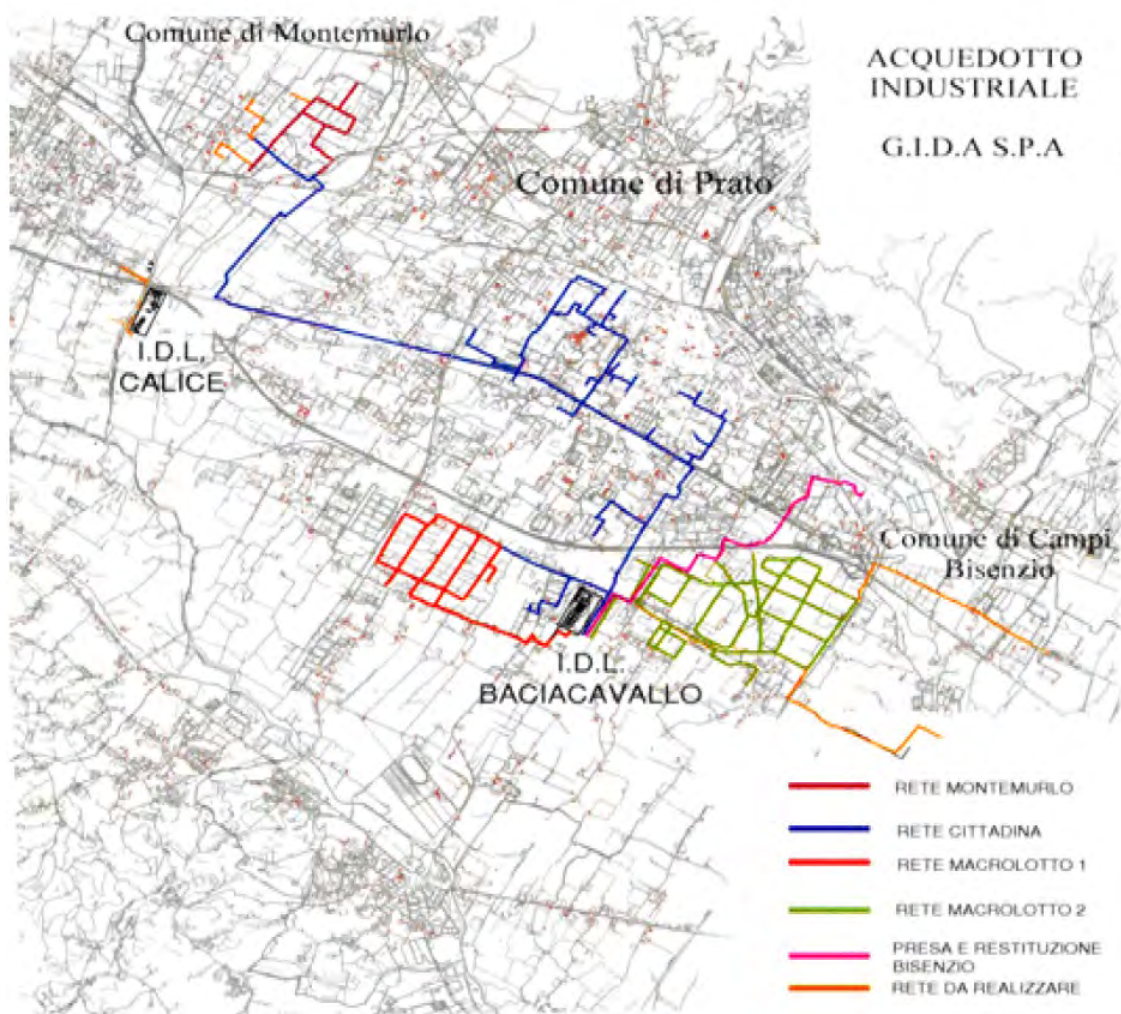 Comune di Montemurlo
ACQUEDOTTO
INDUSTRIALE
G.I.D.A S.P.A
Comune di Prato
I.D.L,
CALICE
Comune di Campi
Bisenzio
I.D.L.
BACIACAVALLO
RETE MONTEMURLO
RETE CITTADINA
RETE MACROLOTTO 1
RETE MACROLOTTO 2
PRESA E RESTITUZIONE
BISENZIO
RETE DA REALIZZARE